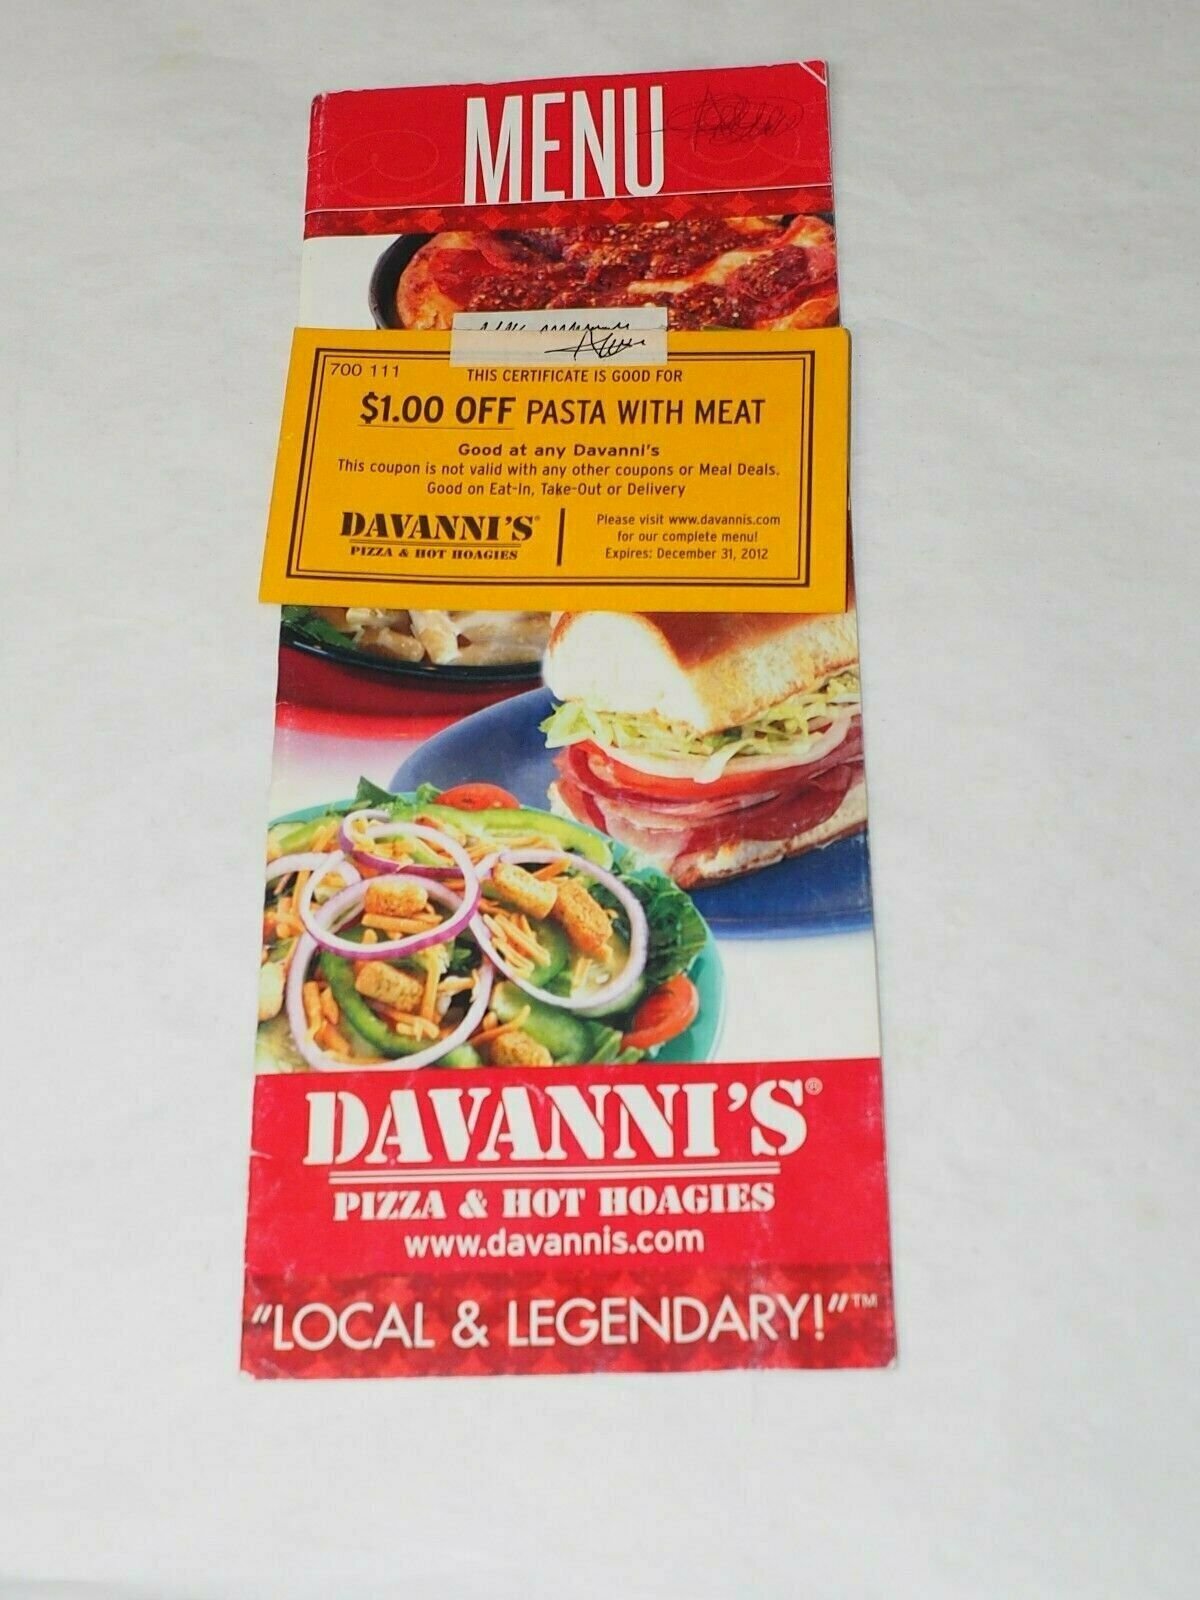 MENU
700 111
THIS CERTIFICATE IS GOOD FOR
$1.00 OFF PASTA WITH MEAT
Good at any Davanni's
This coupon is not valid with any other coupons or Meal Deals.
Good on Eat-In, Take-Out or Delivery
DAVANNI'S®
PIZZA & HOT HOAGIES
Please visit www.davannis.com
for our complete menu!
Expires: December 31, 2012
DAVANNI'S®
PIZZA & HOT HOAGIES
www.davannis.com
"LOCAL & LEGENDARY!"™